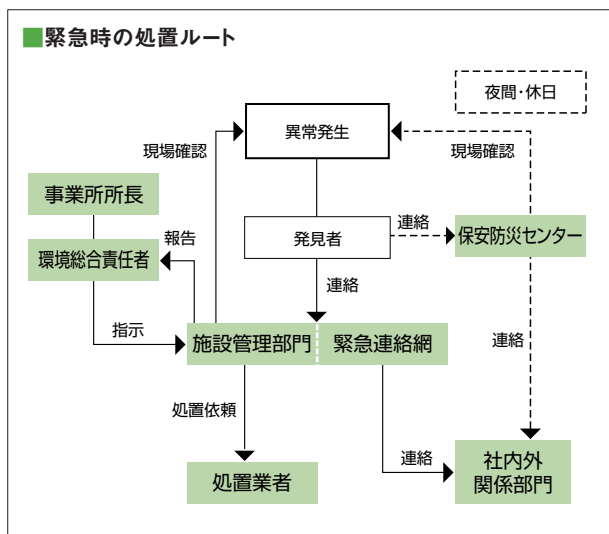 緊急時の処置ルート
夜間・休日
異常発生
現場確認
現場確認
事業所所長
発見者
連絡
保安防災センター
環境総合責任者
報告
連絡
指示
施設管理部門
緊急連絡網
連絡
処置依頼
処置業者
連絡
社内外
関係部門